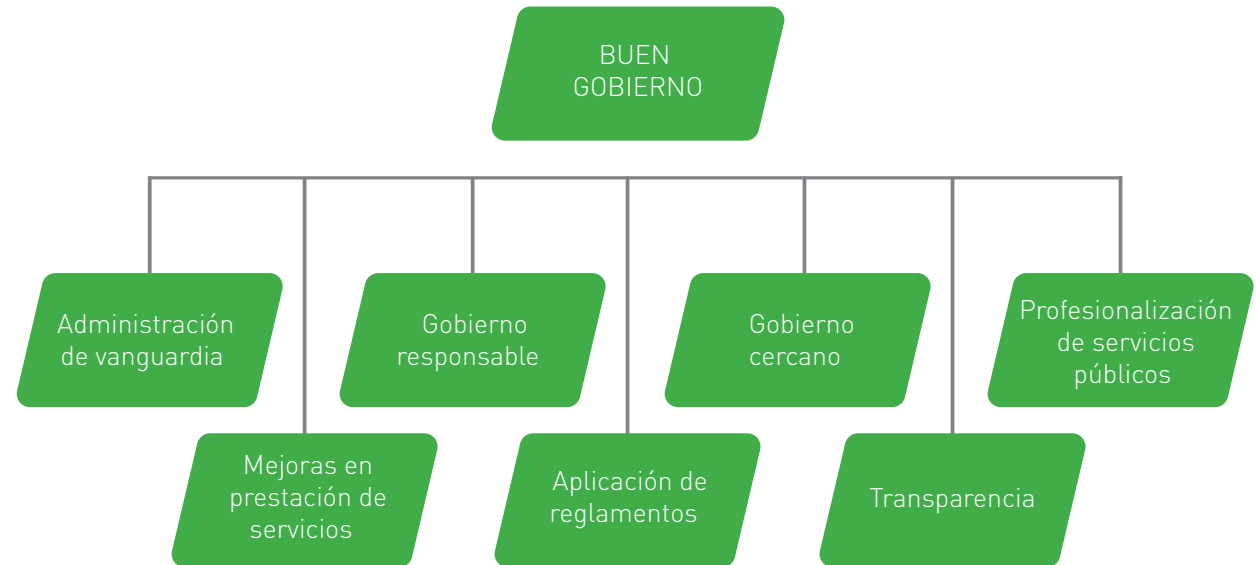 BUEN
GOBIERNO
Administración
de vanguardia
Gobierno
responsable
Gobierno
cercano
Profesionalización
de servicios
públicos
Mejoras en
prestación de
servicios
Aplicación de
reglamentos
Transparencia